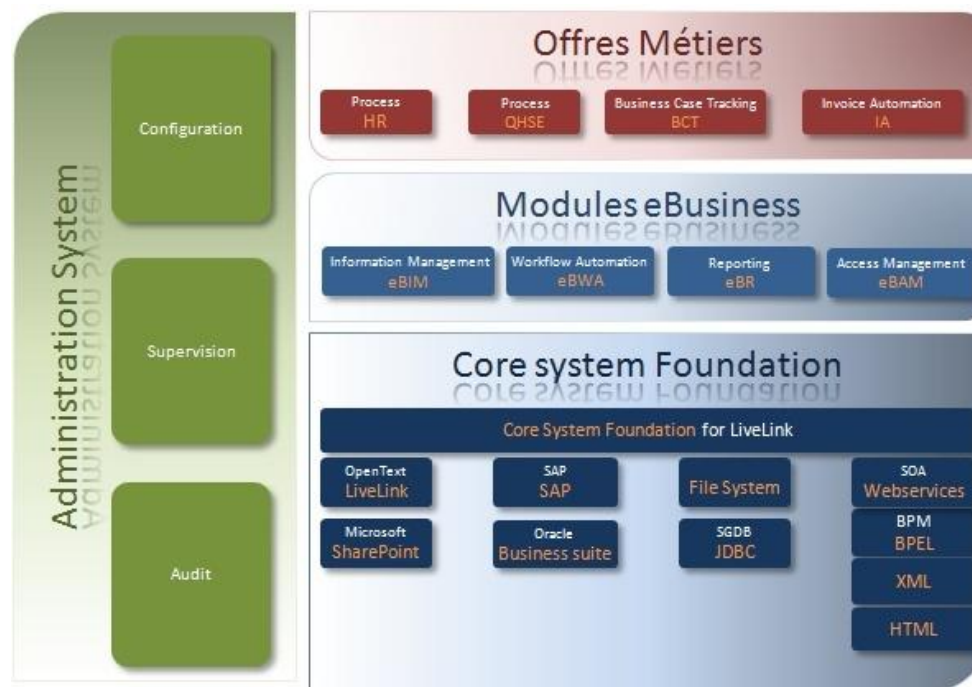 Administration System
Configuration
Supervision
Audit
Offres Métiers
Process
HR
Process
QHSE
Business Case Tracking
BCT
Invoice Automation
IA
Modules eBusiness
Information Management
eBIM
Workflow Automation
eBWA
Reporting
eBR
Access Management
eBAM
Core system Foundation
Core System Foundation for LiveLink
OpenText
LiveLink
SAP
SAP
File System
SOA
Webservices
Microsoft
SharePoint
Oracle
Business suite
SGDB
JDBC
BPM
BPEL
XML
HTML